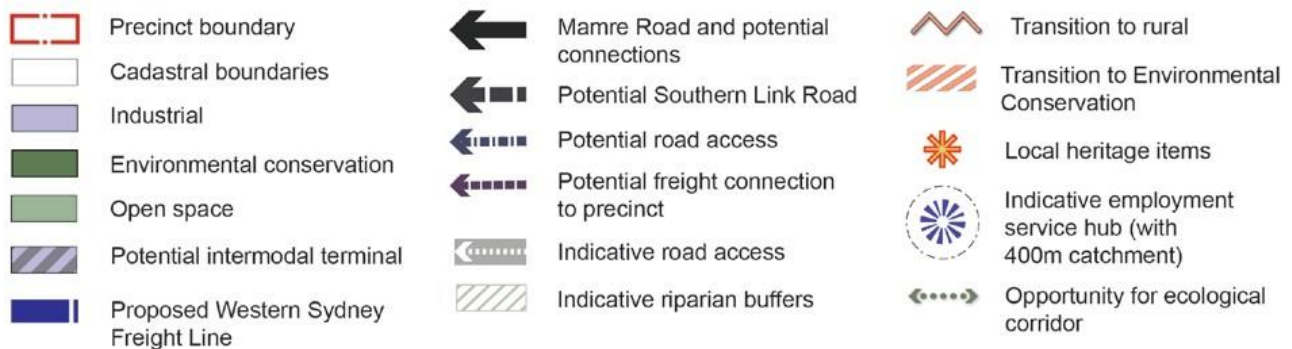 Precinct boundary
Cadastral boundaries
Industrial
Environmental conservation
Open space
Potential intermodal terminal
Proposed Western Sydney
Freight Line
Mamre Road and potential
connections
Potential Southern Link Road
Potential road access
Potential freight connection
to precinct
Indicative road access
Indicative riparian buffers
Transition to rural
Transition to Environmental
Conservation
Local heritage items
Indicative employment
service hub (with
400m catchment)
Opportunity for ecological
corridor